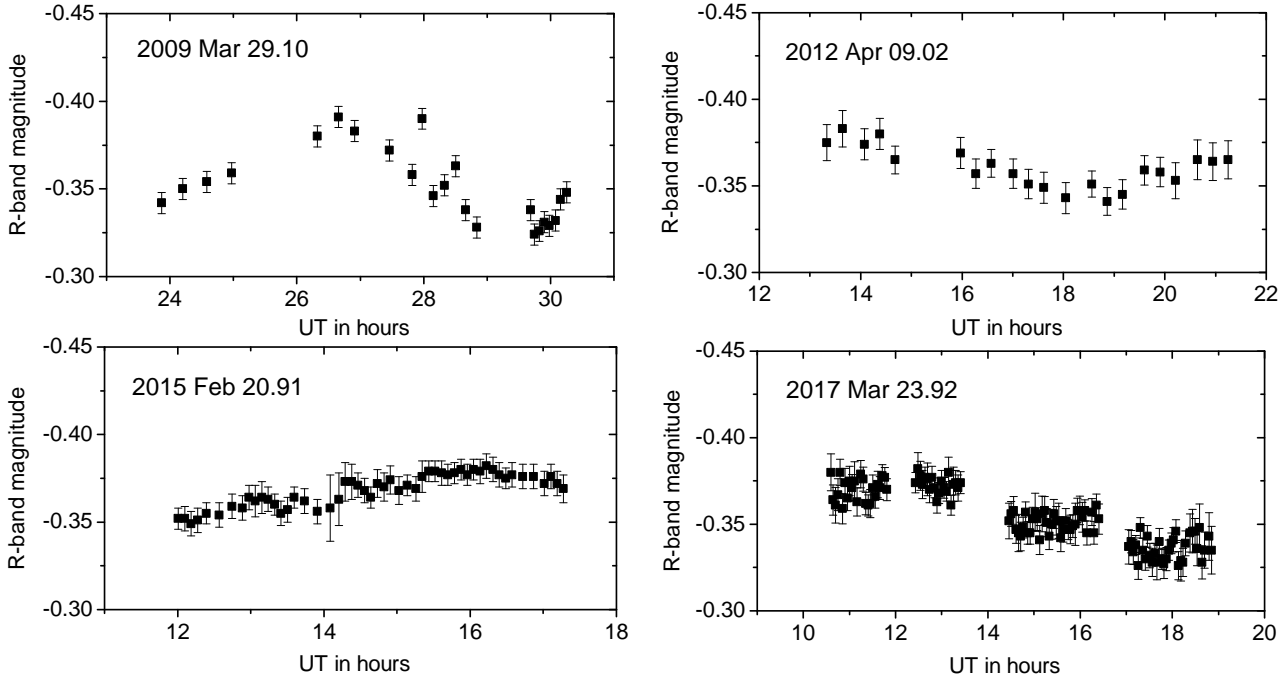 -0.45
2009 Mar 29.10
-0.40
-0.35
-0.30
R-band magnitude
24 26 28 30
UT in hours
-0.45
2012 Apr 09.02
-0.40
-0.35
-0.30
R-band magnitude
12 14 16 18 20 22
UT in hours
-0.45
2015 Feb 20.91
-0.40
-0.35
-0.30
R-band magnitude
12 14 16 18
UT in hours
-0.45
2017 Mar 23.92
-0.40
-0.35
-0.30
R-band magnitude
10 12 14 16 18 20
UT in hours